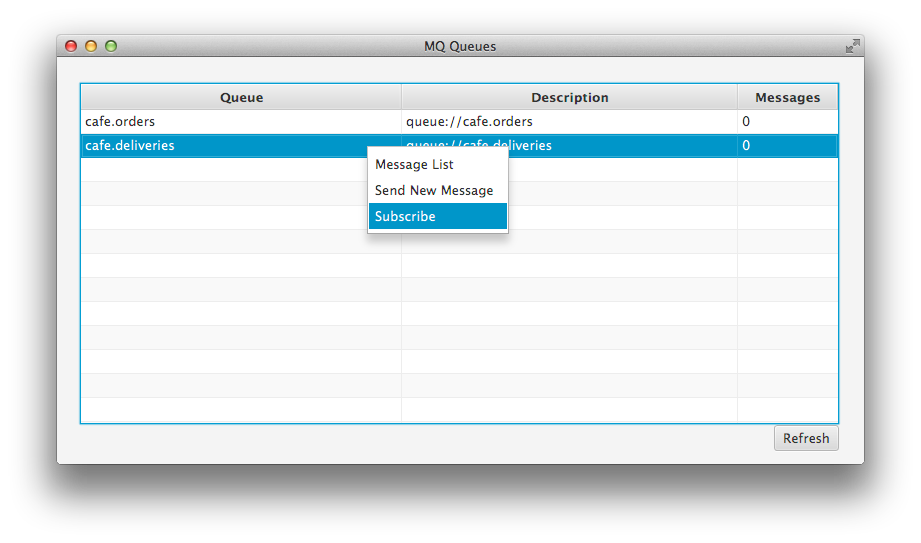 MQ Queues
Queue Description Messages
cafe.orders queue://cafe.orders 0
cafe.deliveries queue://cafe.deliveries 0
Message List
Send New Message
Subscribe
Refresh